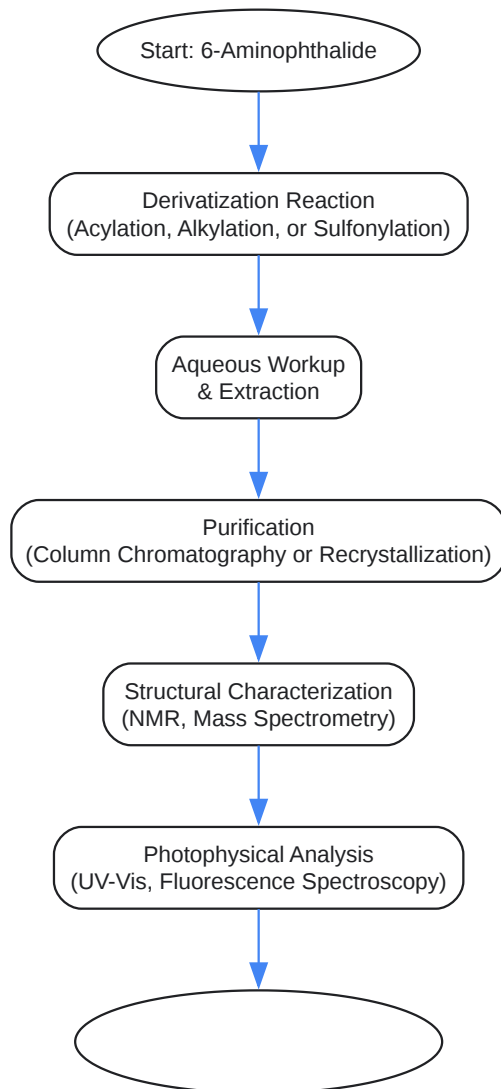 Start: 6-Aminophthalide
Derivatization Reaction
(Acylation, Alkylation, or Sulfonylation)
Aqueous Workup
& Extraction
Purification
(Column Chromatography or Recrystallization)
Structural Characterization
(NMR, Mass Spectrometry)
Photophysical Analysis
(UV-Vis, Fluorescence Spectroscopy)